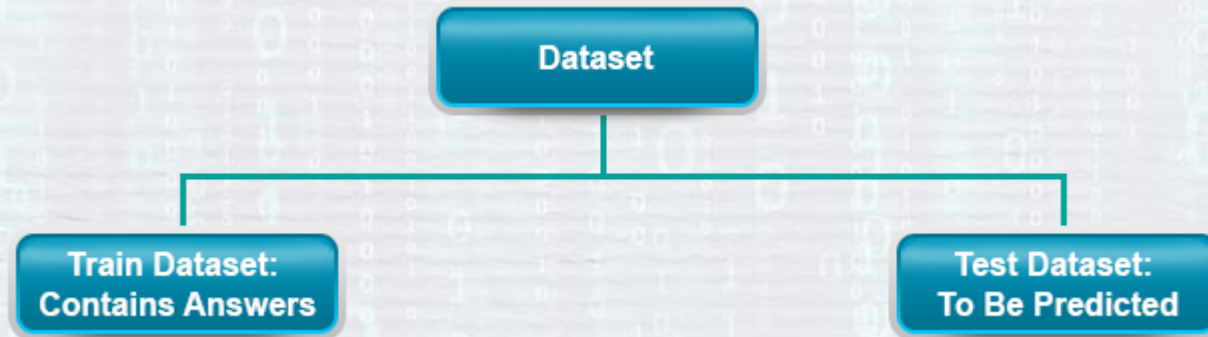 Dataset
Train Dataset:
Contains Answers
Test Dataset:
To Be Predicted